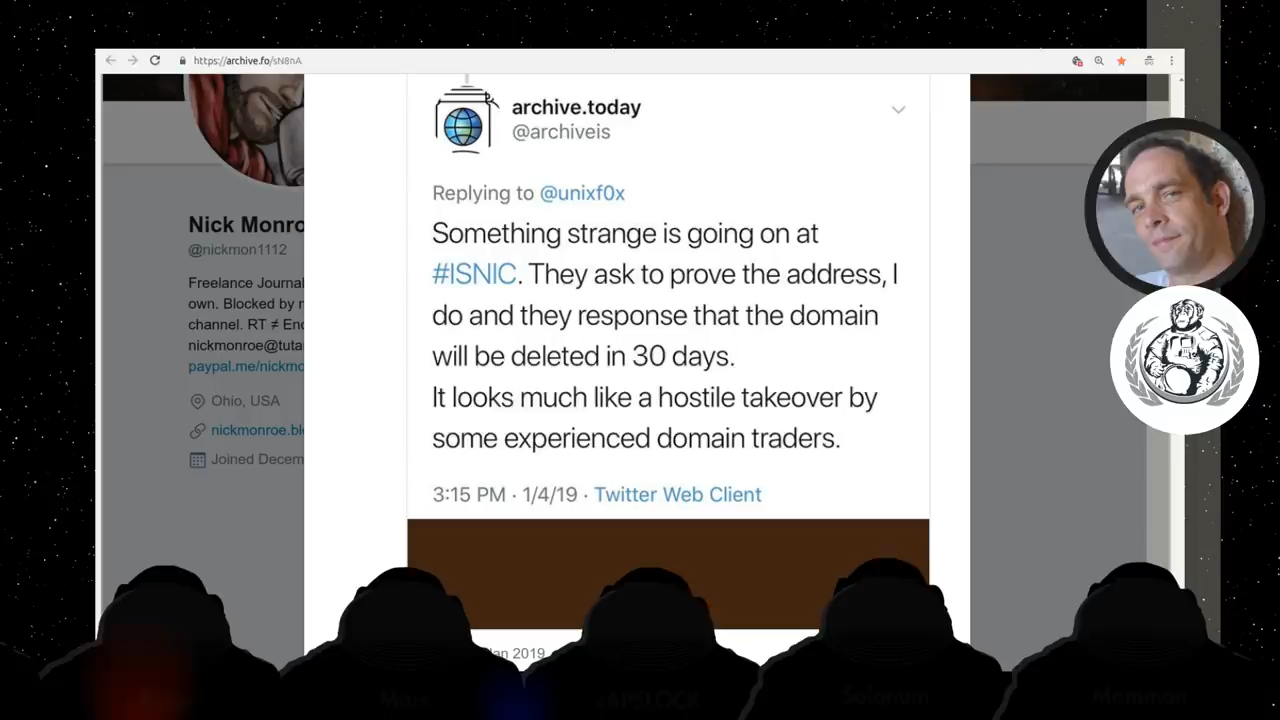 https://archive.fo/sN8nA
archive.today
@archiveis
Replying to @unixf0x
Something strange is going on at
#ISNIC. They ask to prove the address, I
do and they response that the domain
will be deleted in 30 days.
It looks much like a hostile takeover by
some experienced domain traders.
3:15 PM · 1/4/19 · Twitter Web Client
Jan 2019
Nick Monro
@nickmon1112
Freelance Journal
own. Blocked by
channel. RT ≠
nickmonroe@tuta
paypal.me/nickmo
Ohio, USA
nickmonroe.bl
Joined Decem
CAPSLOCK
Solanum
Mammon